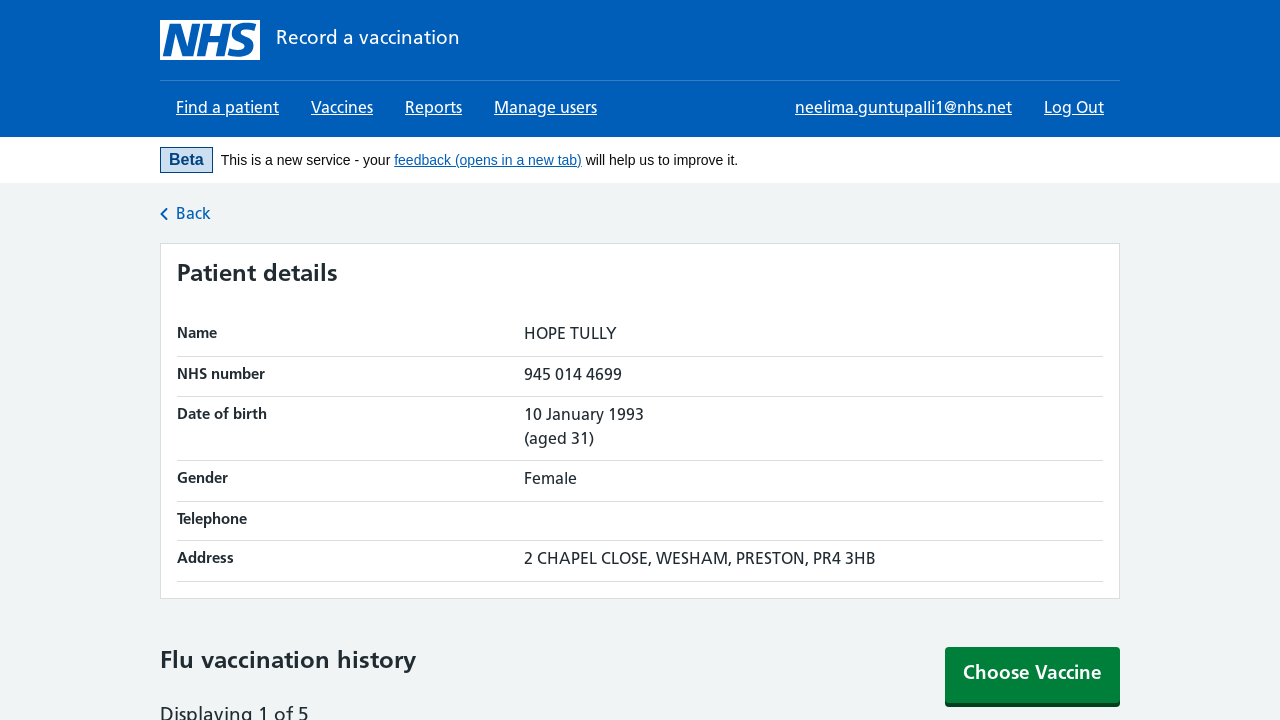 NHS Record a vaccination
Find a patient Vaccines Reports Manage users neelima.guntupalli1@nhs.net Log Out
Beta This is a new service - your feedback (opens in a new tab) will help us to improve it.
Back
Patient details
Name HOPE TULLY
NHS number 945 014 4699
Date of birth 10 January 1993
(aged 31)
Gender Female
Telephone
Address 2 CHAPEL CLOSE, WESHAM, PRESTON, PR4 3HB
Flu vaccination history Choose Vaccine
Displaying 1 of 5